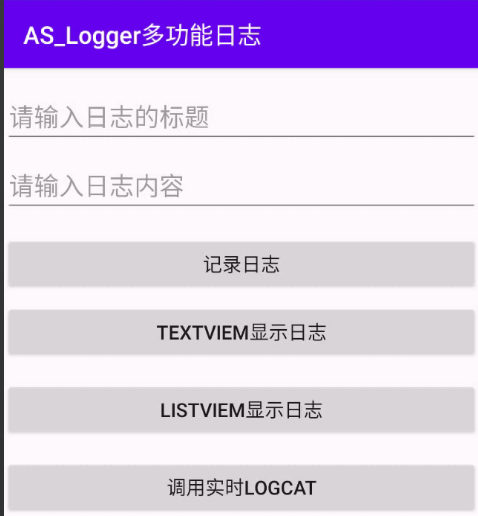 AS_Logger多功能日志
请输入日志的标题
请输入日志内容
记录日志
TEXTVIEM显示日志
LISTVIEM显示日志
调用实时LOGCAT